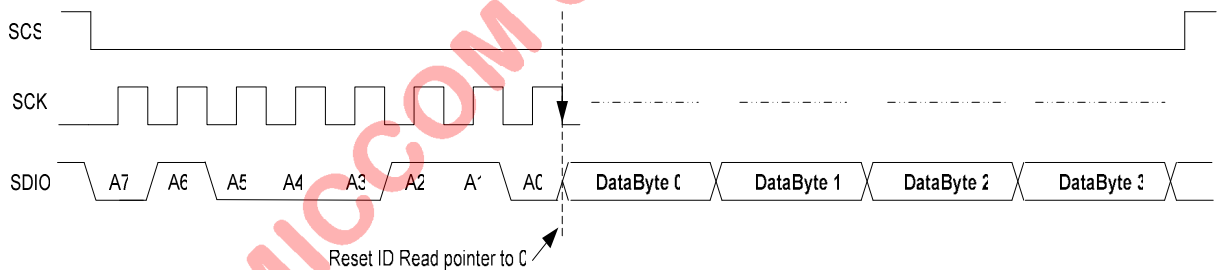 SCS
SCK
SDIO A7 A6 A5 A4 A3 A2 A1 A0 DataByte 0 DataByte 1 DataByte 2 DataByte 3
Reset ID Read pointer to 0
MICCOM